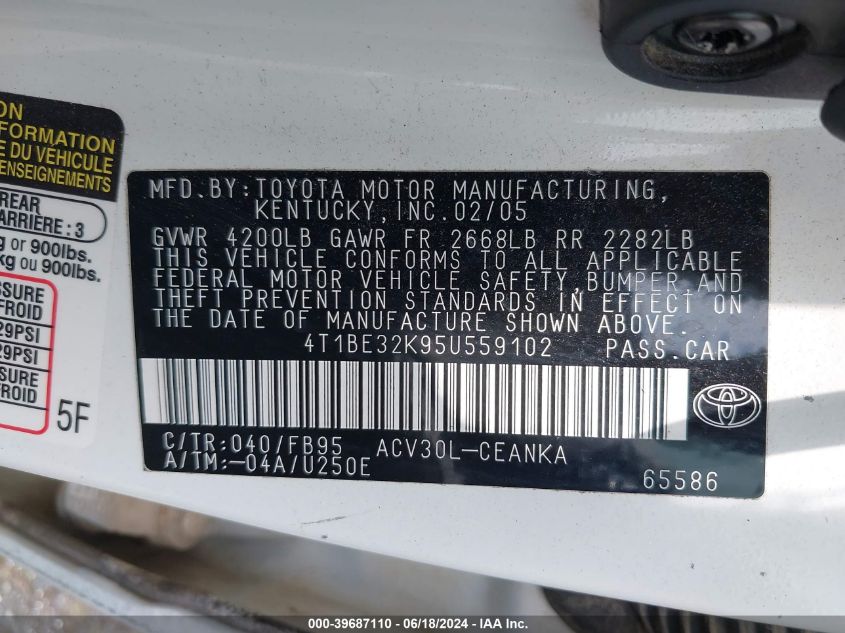 ON
FORMATION
E DU VÉHICULE
ENSEIGNEMENTS
REAR
ARRIÈRE : 3
g or 900lbs.
kg ou 900lbs.
SSURE
FROID
29PSI
29PSI
SSURE
FROID
5F
MFD.BY:TOYOTA MOTOR MANUFACTURING,
KENTUCKY,INC.02/05
GVWR 4200LB GAWR FR 2668LB RR 2282LB
THIS VEHICLE CONFORMS TO ALL APPLICABLE
FEDERAL MOTOR VEHICLE SAFETY,BUMPER,AND
THEFT PREVENTION STANDARDS IN EFFECT ON
THE DATE OF MANUFACTURE SHOWN ABOVE.
4T1BE32K95U559102 PASS.CAR
C/TR:040/FB95 ACV30L-CEANKA
A/TM:-04A/U250E
65586
000-39687110 - 06/18/2024 - IAA Inc.